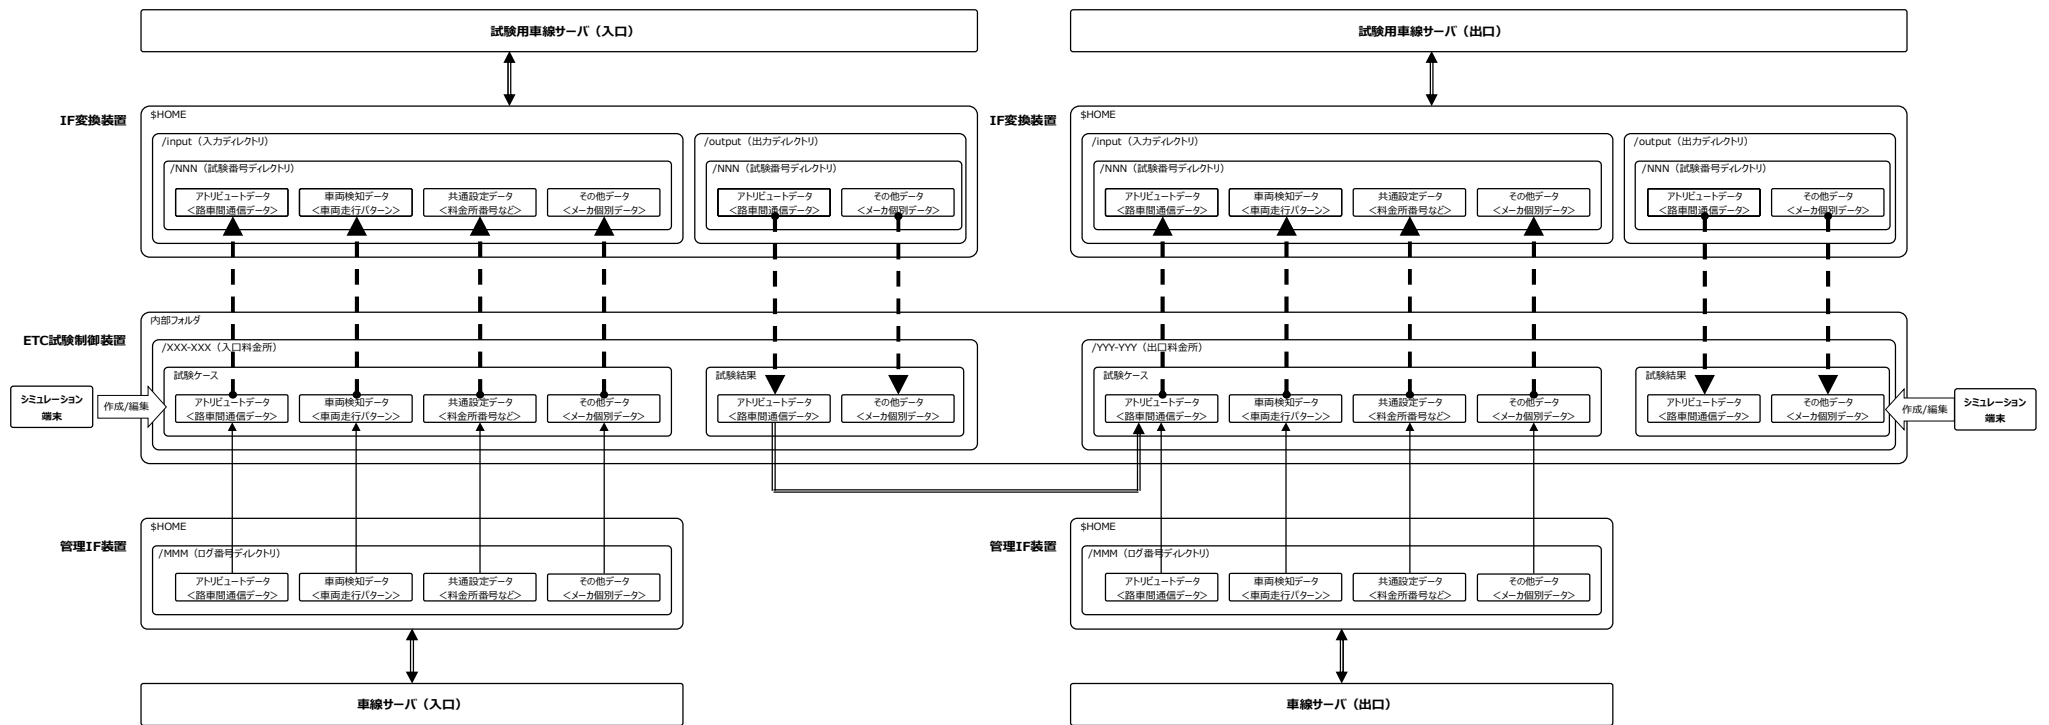 試験用車線サーバ（入口）
試験用車線サーバ（出口）
IF変換装置
$HOME
/input（入力ディレクトリ）
/NNN（試験番号ディレクトリ）
アトリビュートデータ
<路車間通信データ>
車両検知データ
<車両走行パターン>
共通設定データ
<料金所番号など>
その他データ
<メーカ個別データ>
/output（出力ディレクトリ）
/NNN（試験番号ディレクトリ）
アトリビュートデータ
<路車間通信データ>
その他データ
<メーカ個別データ>
IF変換装置
$HOME
/input（入力ディレクトリ）
/NNN（試験番号ディレクトリ）
アトリビュートデータ
<路車間通信データ>
車両検知データ
<車両走行パターン>
共通設定データ
<料金所番号など>
その他データ
<メーカ個別データ>
/output（出力ディレクトリ）
/NNN（試験番号ディレクトリ）
アトリビュートデータ
<路車間通信データ>
その他データ
<メーカ個別データ>
ETC試験制御装置
内部フォルダ
/XXX-XXX（入口料金所）
試験ケース
シミュレーション
端末
作成/編集
アトリビュートデータ
<路車間通信データ>
車両検知データ
<車両走行パターン>
共通設定データ
<料金所番号など>
その他データ
<メーカ個別データ>
試験結果
アトリビュートデータ
<路車間通信データ>
その他データ
<メーカ個別データ>
/YYY-YYY（出口料金所）
試験ケース
アトリビュートデータ
<路車間通信データ>
車両検知データ
<車両走行パターン>
共通設定データ
<料金所番号など>
その他データ
<メーカ個別データ>
試験結果
アトリビュートデータ
<路車間通信データ>
その他データ
<メーカ個別データ>
作成/編集
シミュレーション
端末
管理IF装置
$HOME
/MMM（ログ番号ディレクトリ）
アトリビュートデータ
<路車間通信データ>
車両検知データ
<車両走行パターン>
共通設定データ
<料金所番号など>
その他データ
<メーカ個別データ>
管理IF装置
$HOME
/MMM（ログ番号ディレクトリ）
アトリビュートデータ
<路車間通信データ>
車両検知データ
<車両走行パターン>
共通設定データ
<料金所番号など>
その他データ
<メーカ個別データ>
車線サーバ（入口）
車線サーバ（出口）